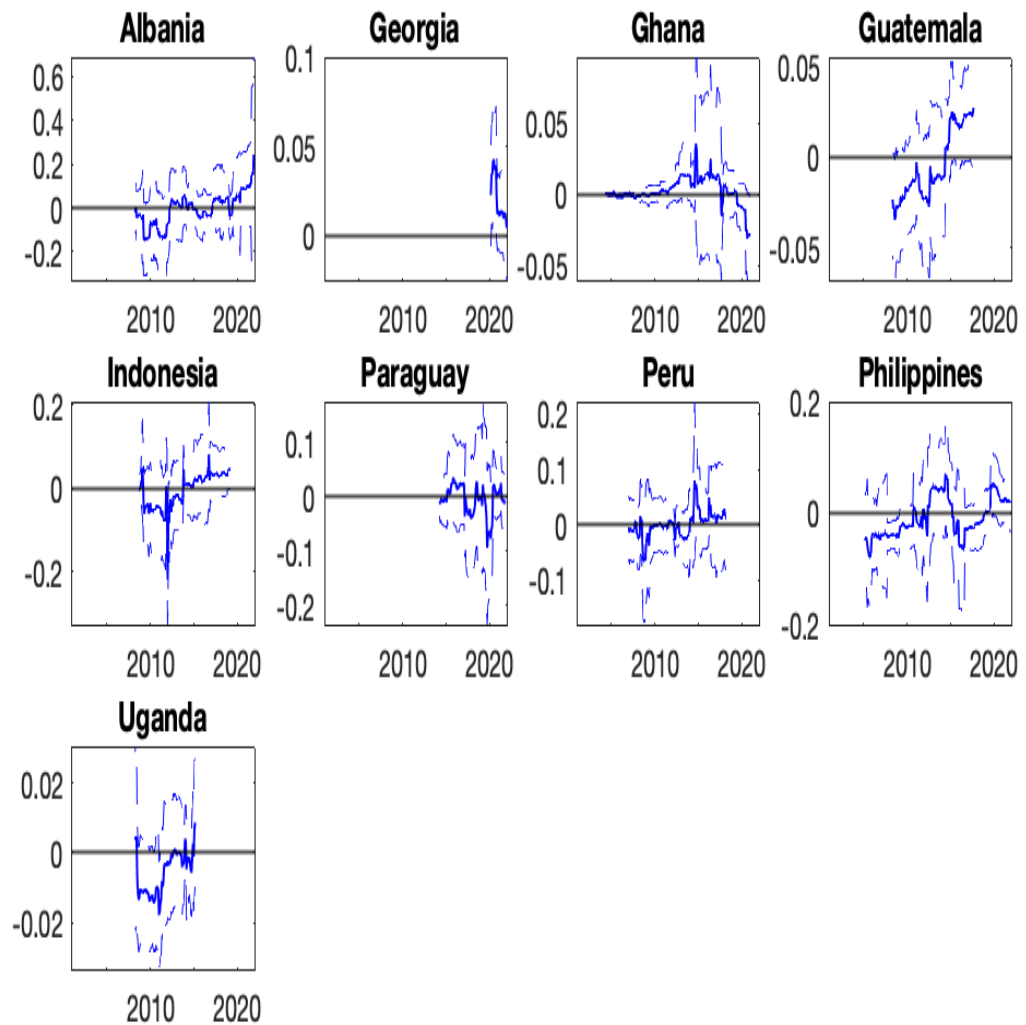 Albania Georgia Ghana Guatemala
0.6 0.4 0.2 0 -0.2
0.1 0.05 0
0.05 0 -0.05
0.05 0 -0.05
2010 2020 2010 2020 2010 2020 2010 2020
Indonesia Paraguay Peru Philippines
0.2 0 -0.2
0.1 0 -0.1 -0.2
0.2 0.1 0 -0.1
0.2 0 -0.2
2010 2020 2010 2020 2010 2020 2010 2020
Uganda
0.02 0 -0.02
2010 2020